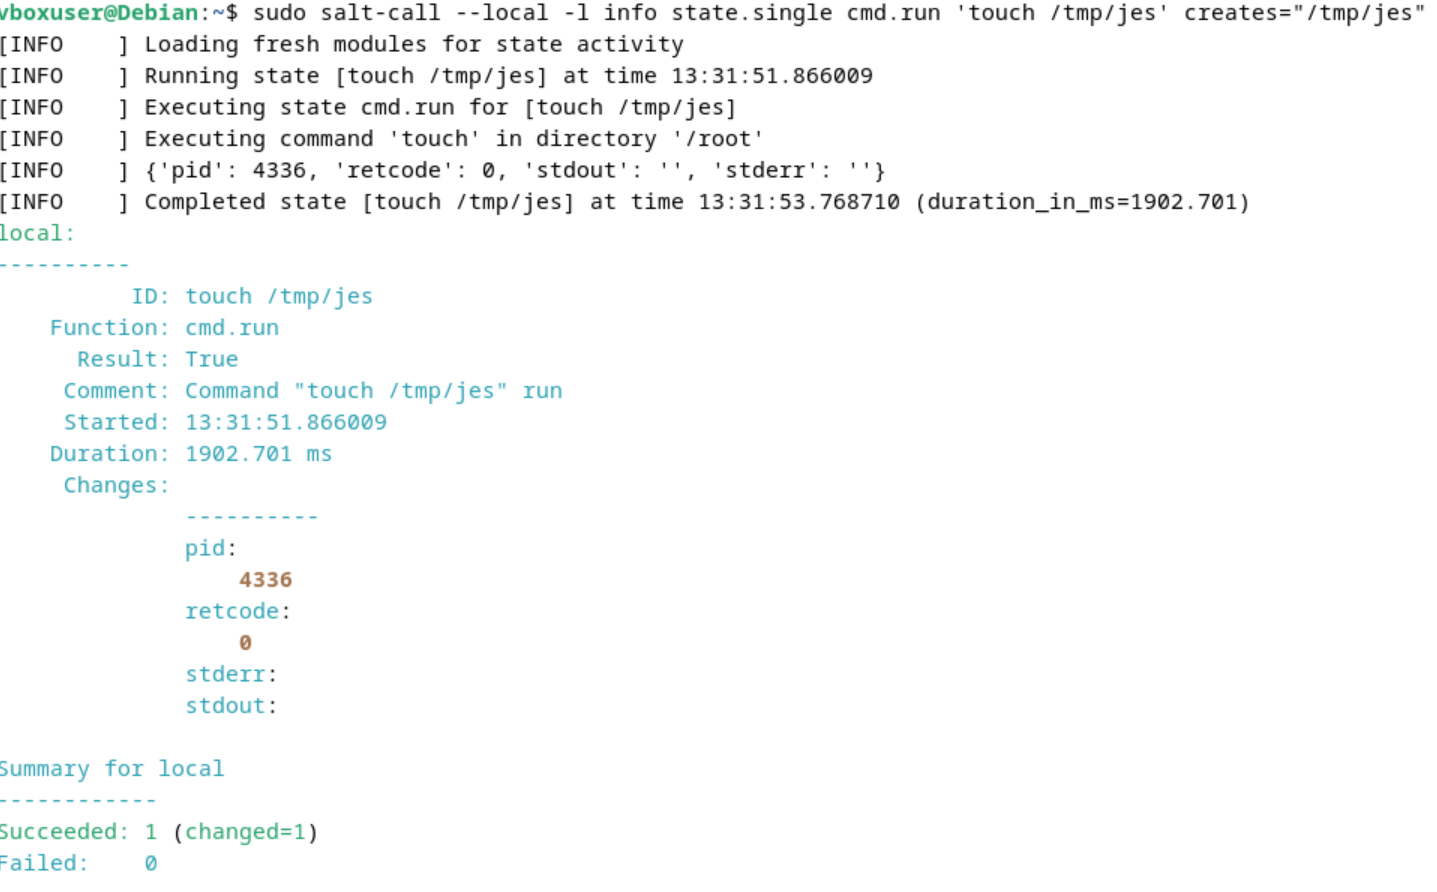 vboxuser@Debian:~$ sudo salt-call --local -l info state.single cmd.run 'touch /tmp/jes' creates="/tmp/jes"
[INFO    ] Loading fresh modules for state activity
[INFO    ] Running state [touch /tmp/jes] at time 13:31:51.866009
[INFO    ] Executing state cmd.run for [touch /tmp/jes]
[INFO    ] Executing command 'touch' in directory '/root'
[INFO    ] {'pid': 4336, 'retcode': 0, 'stdout': '', 'stderr': ''}
[INFO    ] Completed state [touch /tmp/jes] at time 13:31:53.768710 (duration_in_ms=1902.701)
local:
----------
          ID: touch /tmp/jes
    Function: cmd.run
      Result: True
     Comment: Command "touch /tmp/jes" run
     Started: 13:31:51.866009
    Duration: 1902.701 ms
     Changes:
              ----------
              pid:
                  4336
              retcode:
                  0
              stderr:
              stdout:

Summary for local
------------
Succeeded: 1 (changed=1)
Failed:    0